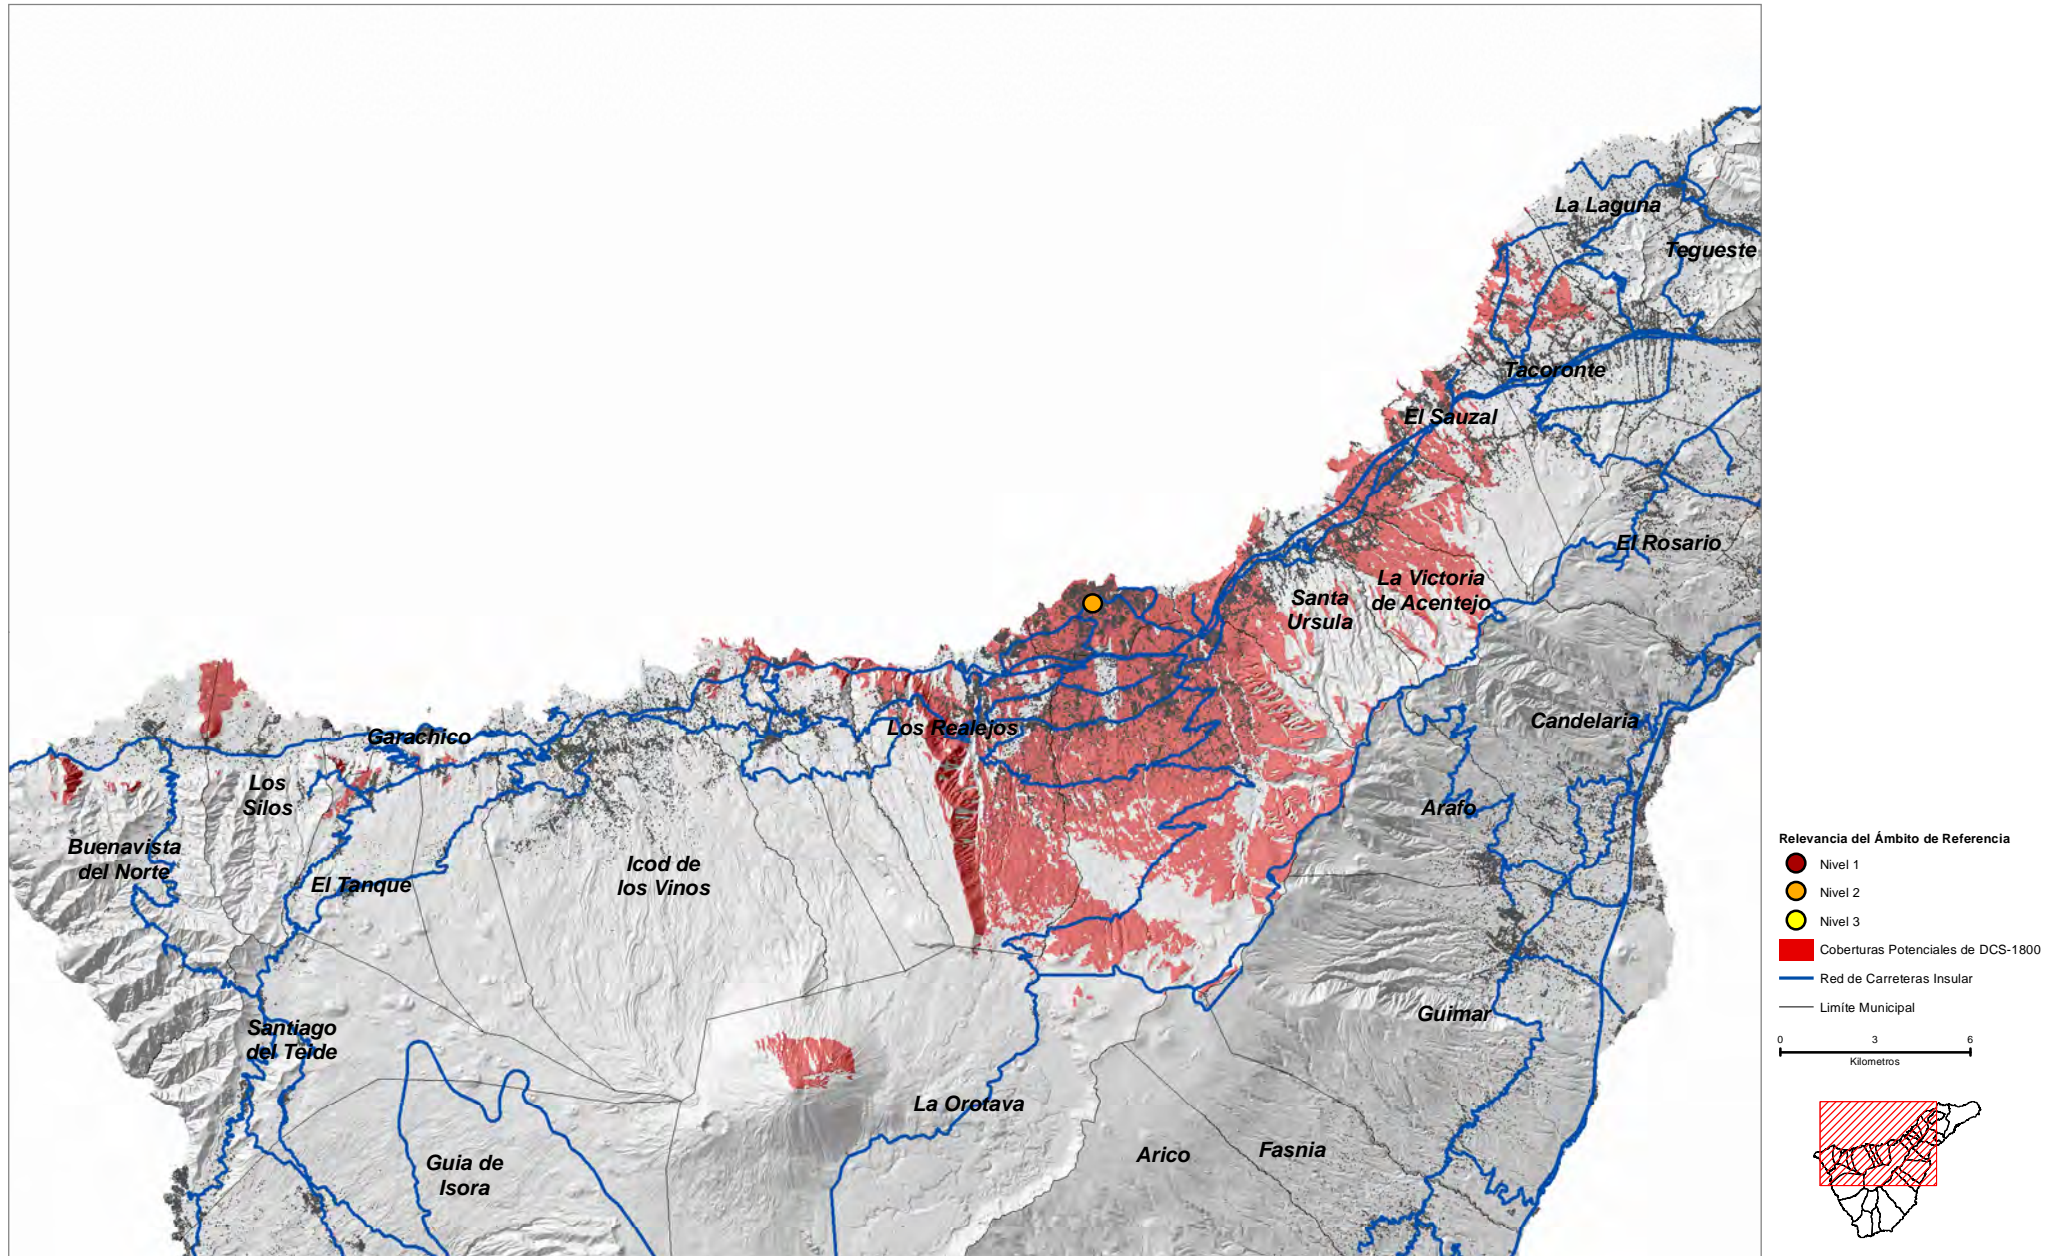 La Laguna
Tegueste
Tacoronte
El Sauzal
El Rosario
La Victoria
de Acentejo
Santa
Ursula
Candelaria
Los Realejos
Garachico
Los
Silos
Arafo
Buenavista
del Norte
El Tanque
Icod de
los Vinos
Guimar
Santiago
del Teide
La Orotava
Arico
Fasnia
Guia de
Isora
Relevancia del Ámbito de Referencia
Nivel 1
Nivel 2
Nivel 3
Coberturas Potenciales de DCS-1800
Red de Carreteras Insular
Limíte Municipal
0 3 6
Kilometros